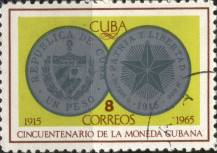 CUBA
REPUBLICA DE CUBA
UN PESO
PATRIA Y LIBERTAD
1915
8
1915 CORREOS 1965
CINCUENTENARIO DE LA MONEDA CUBANA